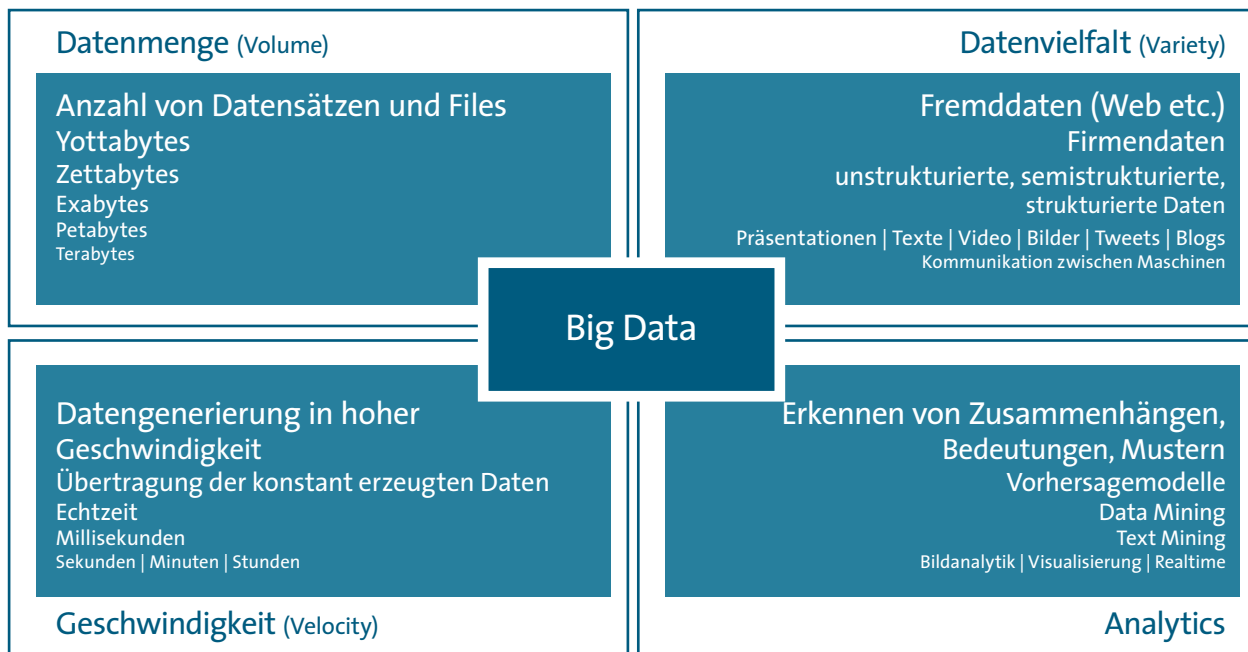 Datenmenge (Volume)
Anzahl von Datensätzen und Files
Yottabytes
Zettabytes
Exabytes
Petabytes
Terabytes
Datenvielfalt (Variety)
Fremddaten (Web etc.)
Firmendaten
unstrukturierte, semistrukturierte,
strukturierte Daten
Präsentationen | Texte | Video | Bilder | Tweets | Blogs
Kommunikation zwischen Maschinen
Big Data
Datengenerierung in hoher
Geschwindigkeit
Übertragung der konstant erzeugten Daten
Echtzeit
Millisekunden
Sekunden | Minuten | Stunden
Geschwindigkeit (Velocity)
Erkennen von Zusammenhängen,
Bedeutungen, Mustern
Vorhersagemodelle
Data Mining
Text Mining
Bildanalytik | Visualisierung | Realtime
Analytics